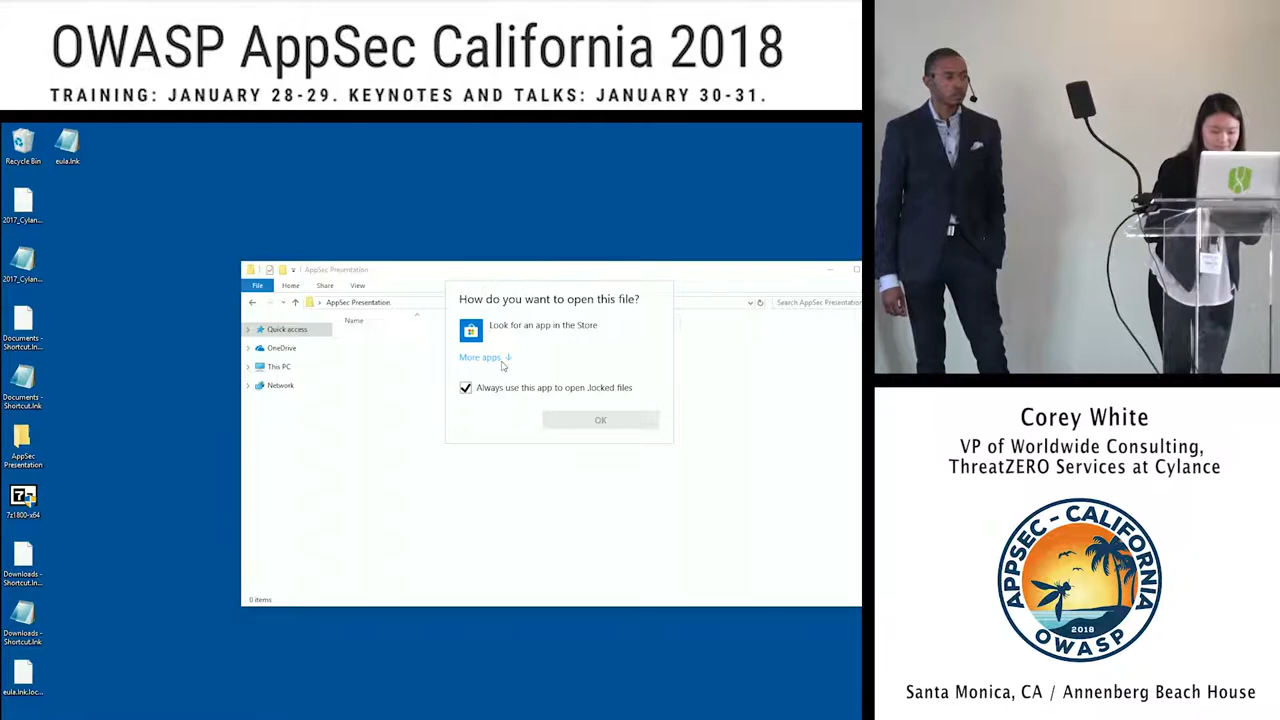 OWASP AppSec California 2018
TRAINING: JANUARY 28-29. KEYNOTES AND TALKS: JANUARY 30-31.
Recycle Bin
eula.lnk
2017_Cylan...
2017_Cylan...
Documents -
Shortcut.ln...
Documents -
Shortcut.lnk
AppSec
Presentation
7z1800-x64
Downloads -
Shortcut.ln...
Downloads -
Shortcut.lnk
eula.lnk.loc...
AppSec Presentation
File Home Share View
AppSec Presentation
Search AppSec Presentation
Name
Quick access
OneDrive
This PC
Network
0 items
How do you want to open this file?
Look for an app in the Store
More apps
Always use this app to open .locked files
OK
Corey White
VP of Worldwide Consulting,
ThreatZERO Services at Cylance
APPSEC - CALIFORNIA
2018
OWASP
Santa Monica, CA / Annenberg Beach House